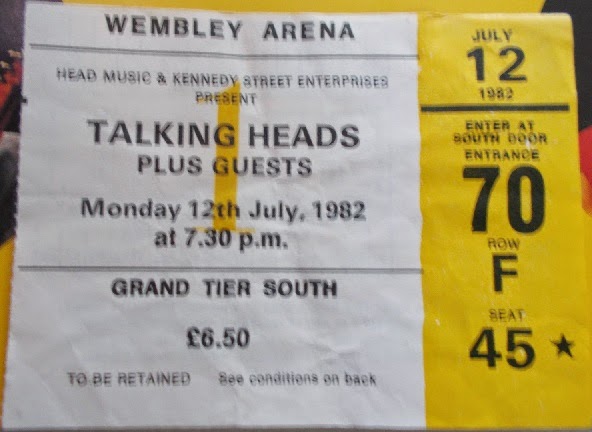 WEMBLEY ARENA
HEAD MUSIC & KENNEDY STREET ENTERPRISES
PRESENT
TALKING HEADS
PLUS GUESTS
Monday 12th July, 1982
at 7.30 p.m.
GRAND TIER SOUTH
£6.50
TO BE RETAINED See conditions on back
1
JULY
12
1982
ENTER AT
SOUTH DOOR
ENTRANCE
70
ROW
F
SEAT
45 ★